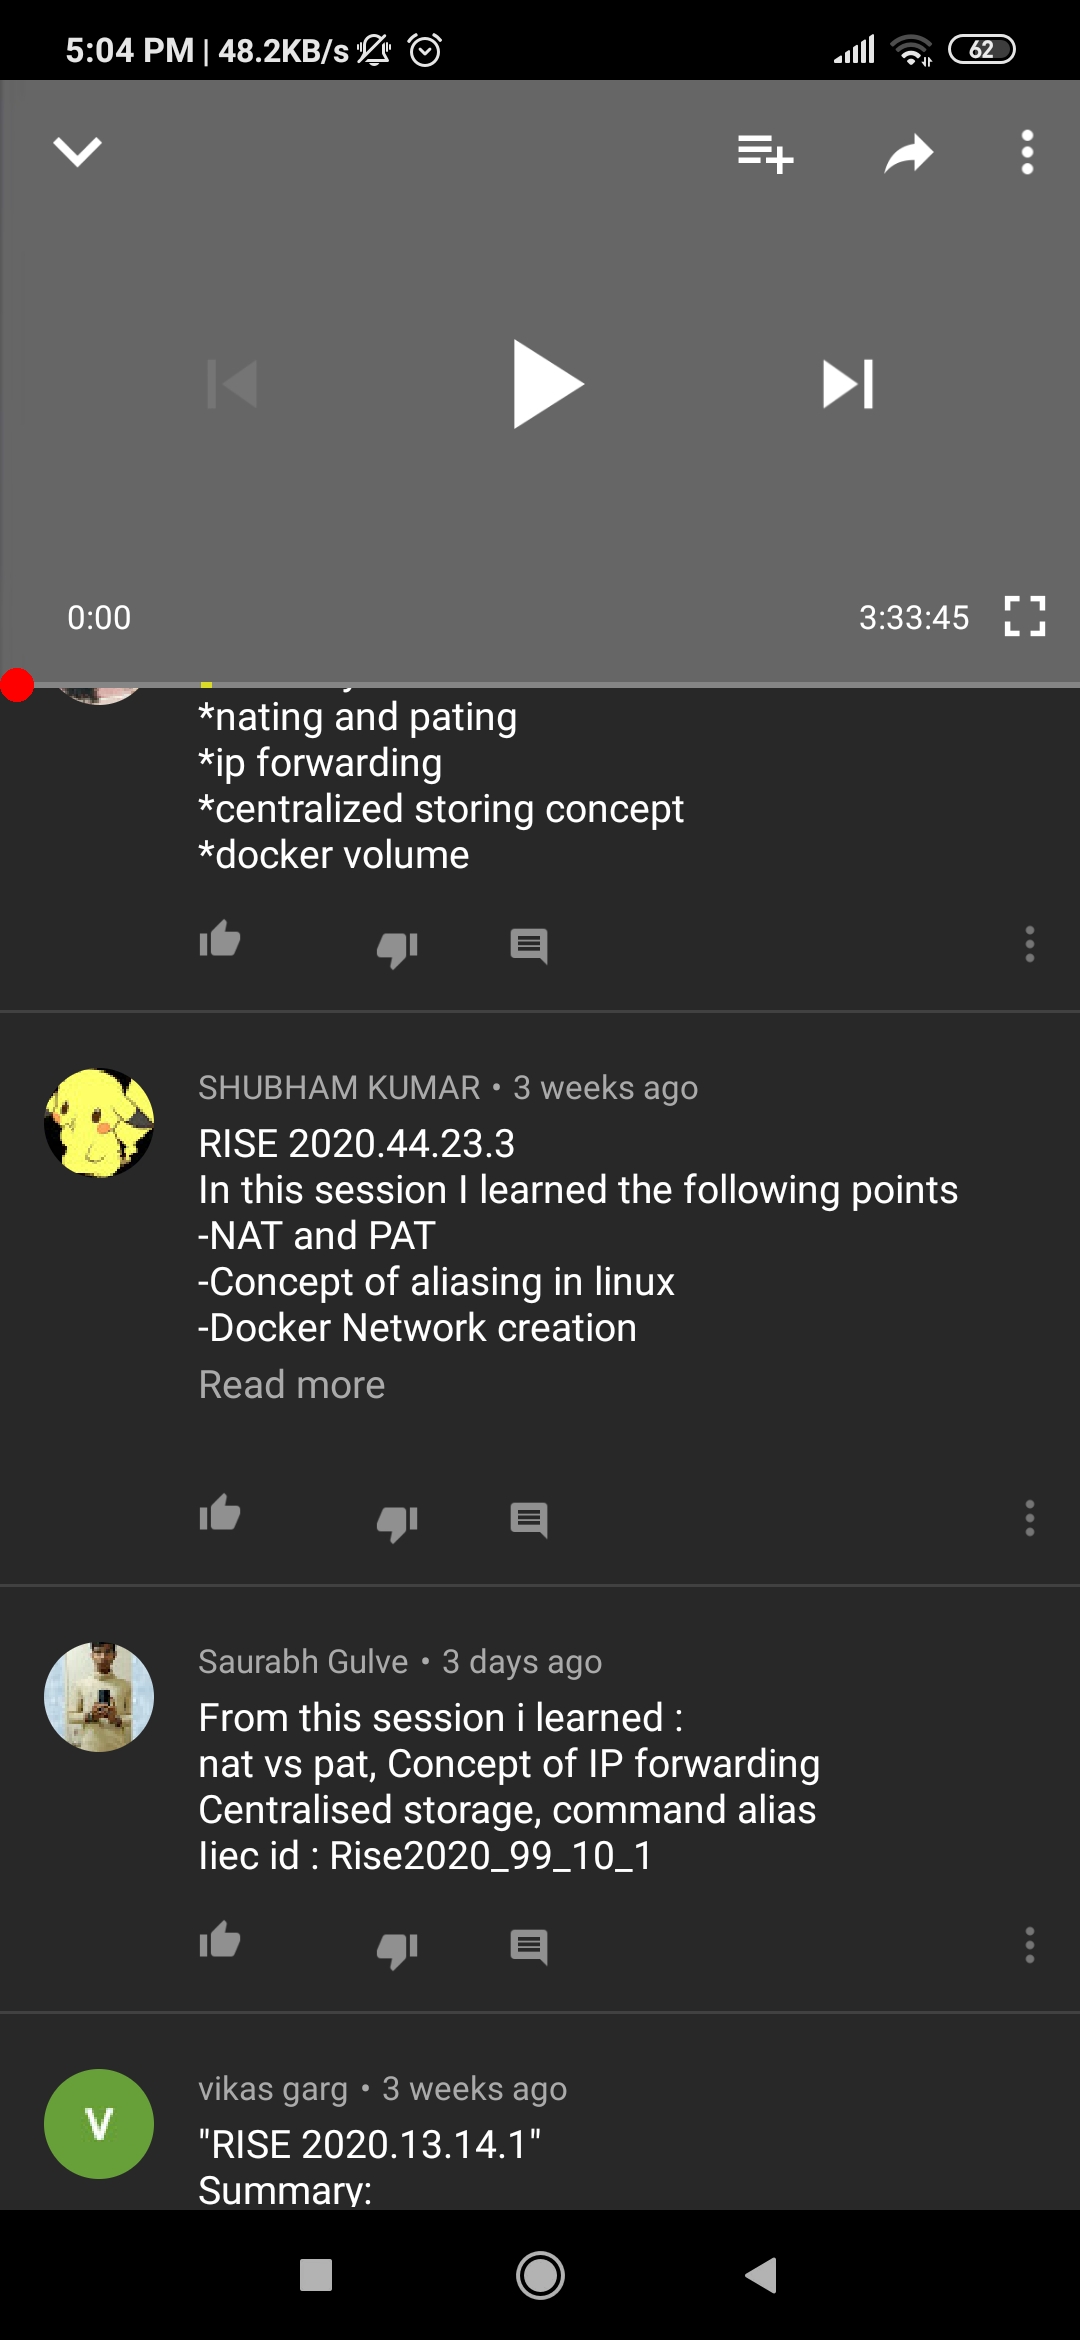 5:04 PM | 48.2KB/s
62
0:00
3:33:45
*nating and pating
*ip forwarding
*centralized storing concept
*docker volume
SHUBHAM KUMAR • 3 weeks ago
RISE 2020.44.23.3
In this session I learned the following points
-NAT and PAT
-Concept of aliasing in linux
-Docker Network creation
Read more
Saurabh Gulve • 3 days ago
From this session i learned :
nat vs pat, Concept of IP forwarding
Centralised storage, command alias
Iiec id : Rise2020_99_10_1
V
vikas garg • 3 weeks ago
"RISE 2020.13.14.1"
Summary: